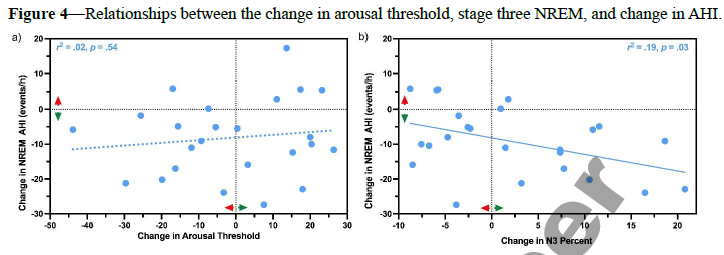 Figure 4—Relationships between the change in arousal threshold, stage three NREM, and change in AHI.
a)
r² = .02, p = .54
Change in NREM AHI (events/h)
20
10
0
-10
-20
-30
-50 -40 -30 -20 -10 0 10 20 30
Change in Arousal Threshold
b)
r² = .19, p = .03
Change in NREM AHI (events/h)
20
10
0
-10
-20
-30
-10 -5 0 5 10 15 20
Change in N3 Percent
er